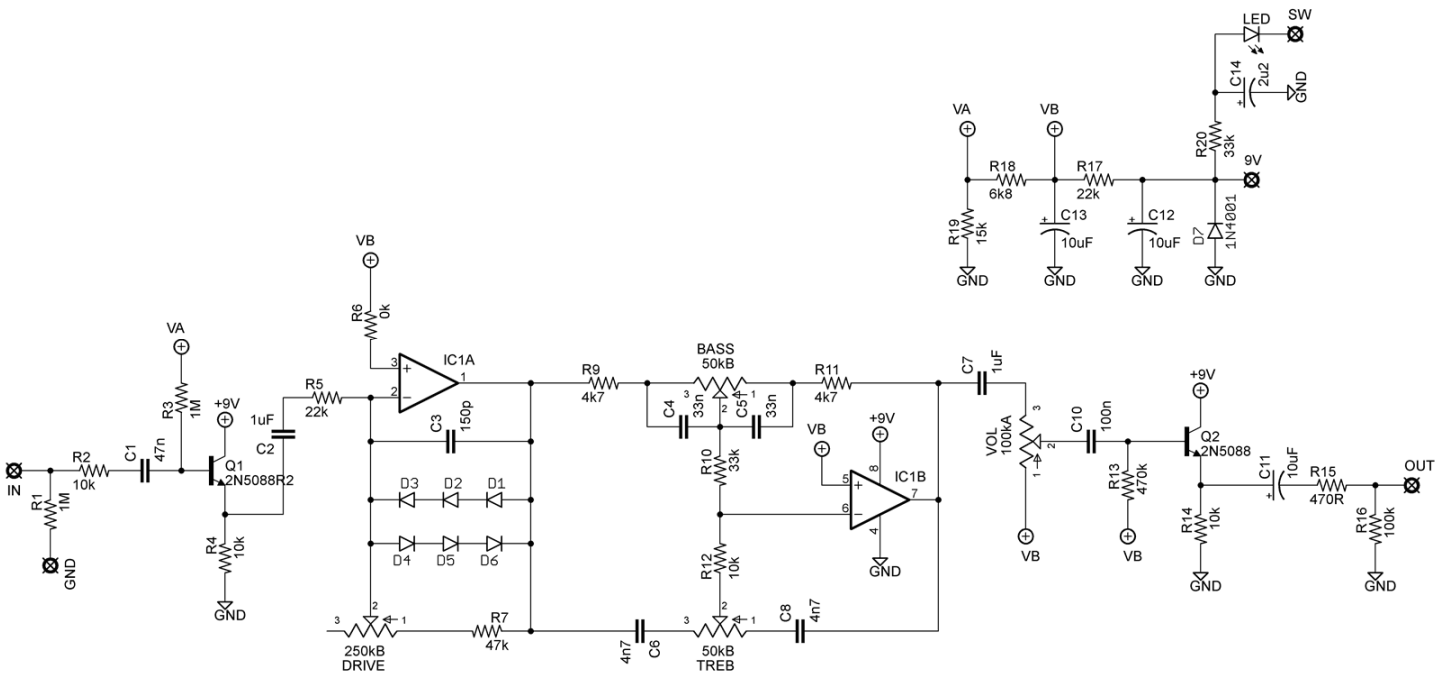 LED
SW
C14
2u2
GND
R20
33k
VA
VB
R18
6k8
R17
22k
9V
R19
15k
+
C13
10uF
+
C12
10uF
D7
1N4001
+
GND
GND
GND
GND
VB
R6
0k
VA
R3
1M
+9V
1uF
C2
R5
22k
3
+
2
−
IC1A
1
C3
150p
IN
R1
1M
GND
R2
10k
C1
47n
Q1
2N5088R2
R4
10k
GND
D3
D2
D1
D4
D5
D6
3
2
1
250kB
DRIVE
R7
47k
R9
4k7
BASS
50kB
3
1
2
C4
33n
C5
33n
R11
4k7
R10
33k
VB
+9V
5
+
6
−
8
4
IC1B
7
GND
R12
10k
4n7
C6
3
2
1
50kB
TREB
C8
4n7
C7
1uF
VOL
100kA
3
2
1
VB
C10
100n
R13
470k
VB
+9V
Q2
2N5088
R14
10k
GND
C11
10uF
+
R15
470R
R16
100k
GND
OUT